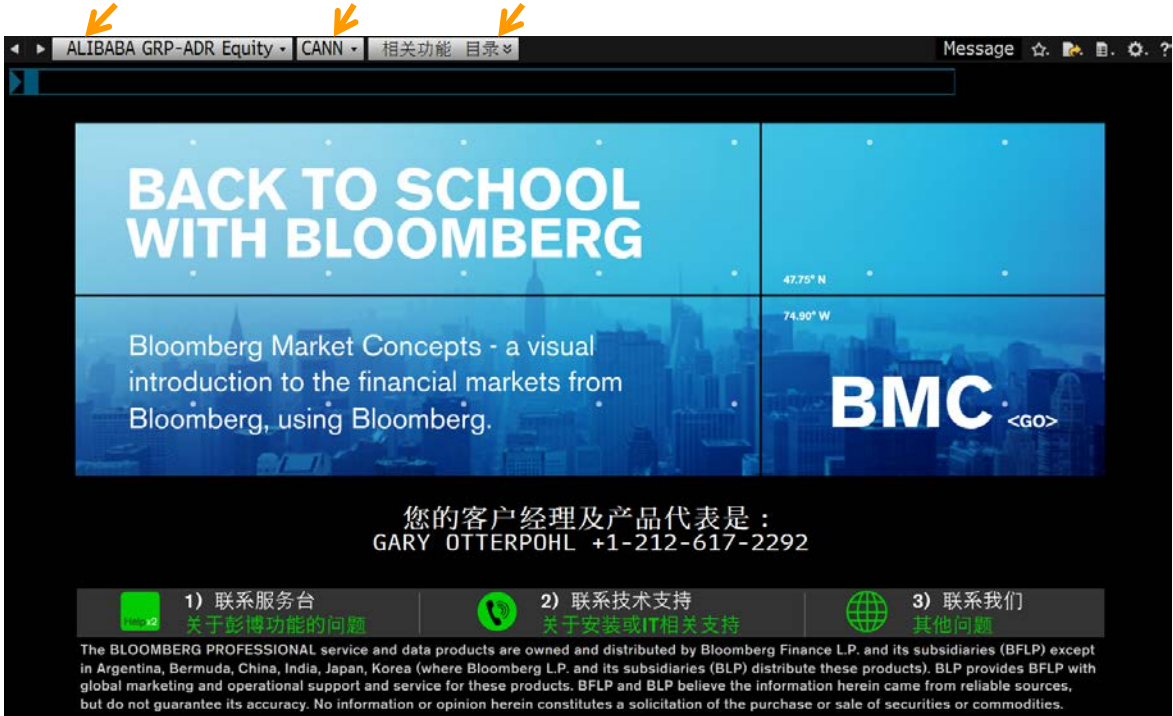 ALIBABA GRP-ADR Equity CANN 相关功能 目录 Message ?
BACK TO SCHOOL
WITH BLOOMBERG
47.75° N
74.90° W
Bloomberg Market Concepts - a visual
introduction to the financial markets from
Bloomberg, using Bloomberg.
BMC <GO>
您的客户经理及产品代表是：
GARY OTTERPOHL +1-212-617-2292
Helpx2
1) 联系服务台
关于彭博功能的问题
2) 联系技术支持
关于安装或IT相关支持
3) 联系我们
其他问题
The BLOOMBERG PROFESSIONAL service and data products are owned and distributed by Bloomberg Finance L.P. and its subsidiaries (BFLP) except
in Argentina, Bermuda, China, India, Japan, Korea (where Bloomberg L.P. and its subsidiaries (BLP) distribute these products). BLP provides BFLP with
global marketing and operational support and service for these products. BFLP and BLP believe the information herein came from reliable sources,
but do not guarantee its accuracy. No information or opinion herein constitutes a solicitation of the purchase or sale of securities or commodities.